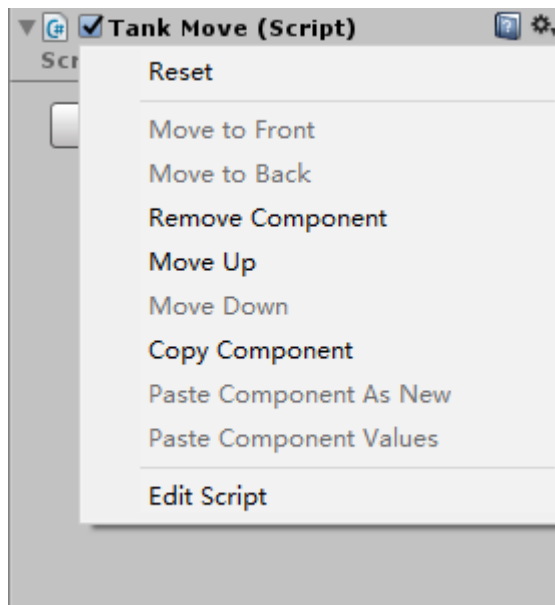 Tank Move (Script)
Scr
Reset
Move to Front
Move to Back
Remove Component
Move Up
Move Down
Copy Component
Paste Component As New
Paste Component Values
Edit Script